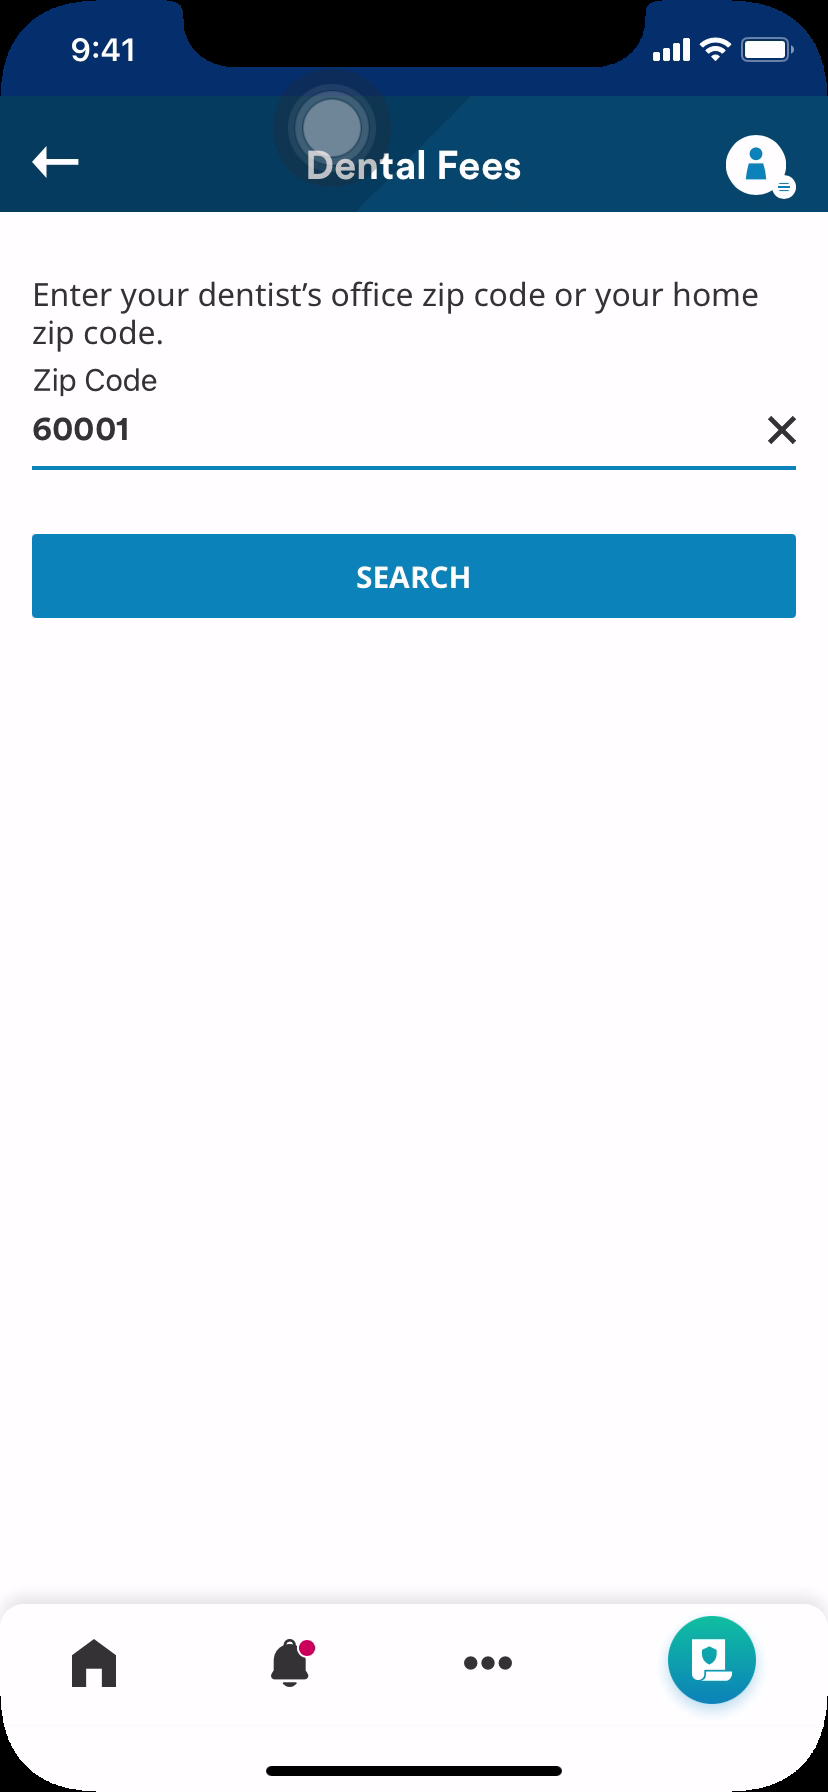 9:41
Dental Fees
Enter your dentist’s office zip code or your home
zip code.
Zip Code
60001
SEARCH